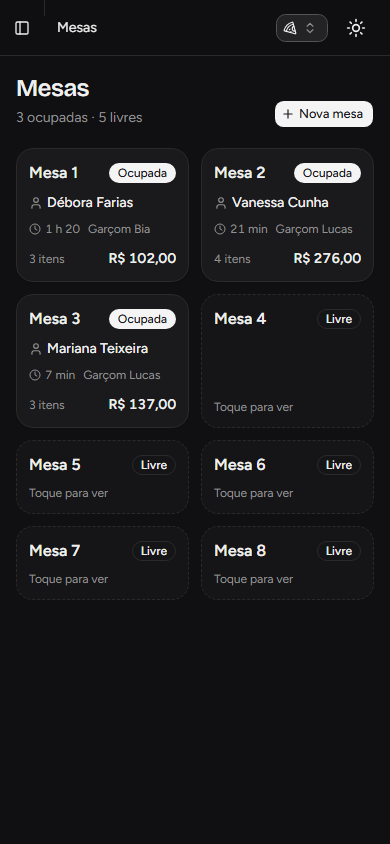 Mesas
Mesas
3 ocupadas · 5 livres
Nova mesa
Mesa 1 Ocupada
Débora Farias
1 h 20 Garçom Bia
3 itens R$ 102,00
Mesa 2 Ocupada
Vanessa Cunha
21 min Garçom Lucas
4 itens R$ 276,00
Mesa 3 Ocupada
Mariana Teixeira
7 min Garçom Lucas
3 itens R$ 137,00
Mesa 4 Livre
Toque para ver
Mesa 5 Livre
Toque para ver
Mesa 6 Livre
Toque para ver
Mesa 7 Livre
Toque para ver
Mesa 8 Livre
Toque para ver